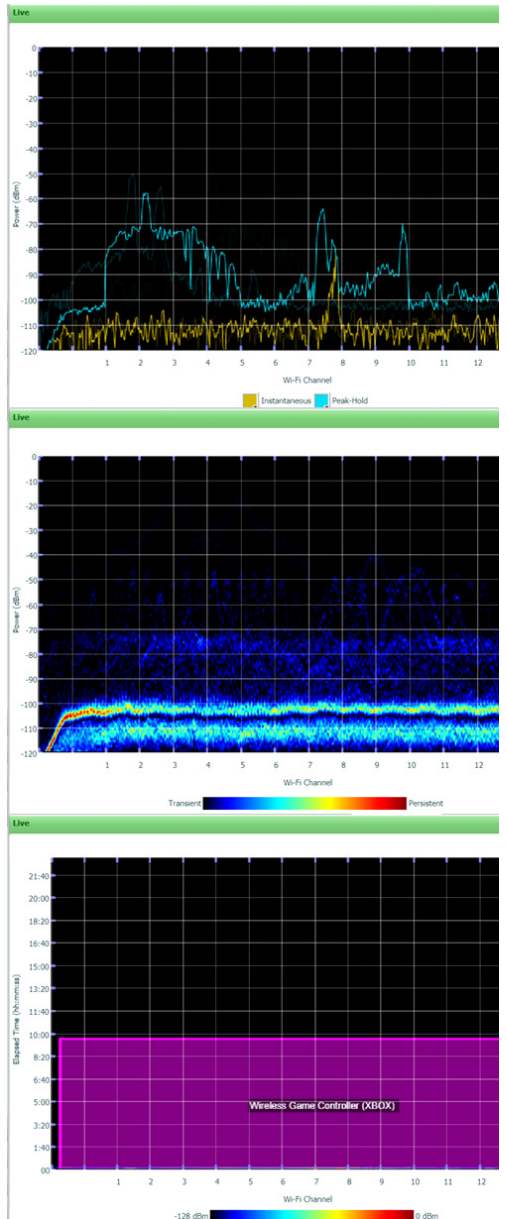 Live
0
-10
-20
-30
-40
-50
-60
-70
-80
-90
-100
-110
-120
Power (dBm)
1 2 3 4 5 6 7 8 9 10 11 12
Wi-Fi Channel
Instantaneous Peak-Hold
Live
0
-10
-20
-30
-40
-50
-60
-70
-80
-90
-100
-110
-120
Power (dBm)
1 2 3 4 5 6 7 8 9 10 11 12
Wi-Fi Channel
Transient Persistent
Live
21:40
20:00
18:20
16:40
15:00
13:20
11:40
10:00
8:20
6:40
5:00
3:20
1:40
00
Elapsed Time (hh:mm:ss)
Wireless Game Controller (XBOX)
1 2 3 4 5 6 7 8 9 10 11 12
Wi-Fi Channel
-128 dBm 0 dBm